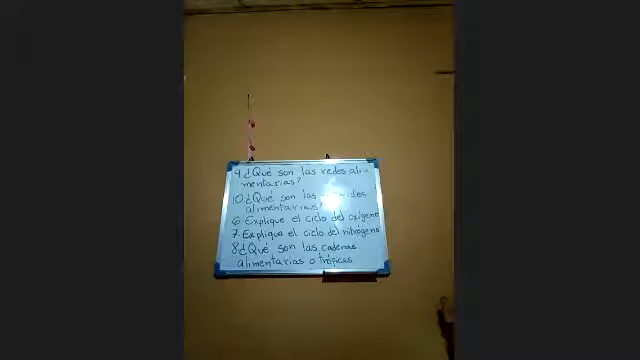 9 ¿Qué son las redes ali-
mentarias?
10 ¿Qué son las
alimentarias?
6 Explique el ciclo del oxígeno
7. Explique el ciclo del nitrógeno
8 ¿Qué son las cadenas
alimentarias o tróficas